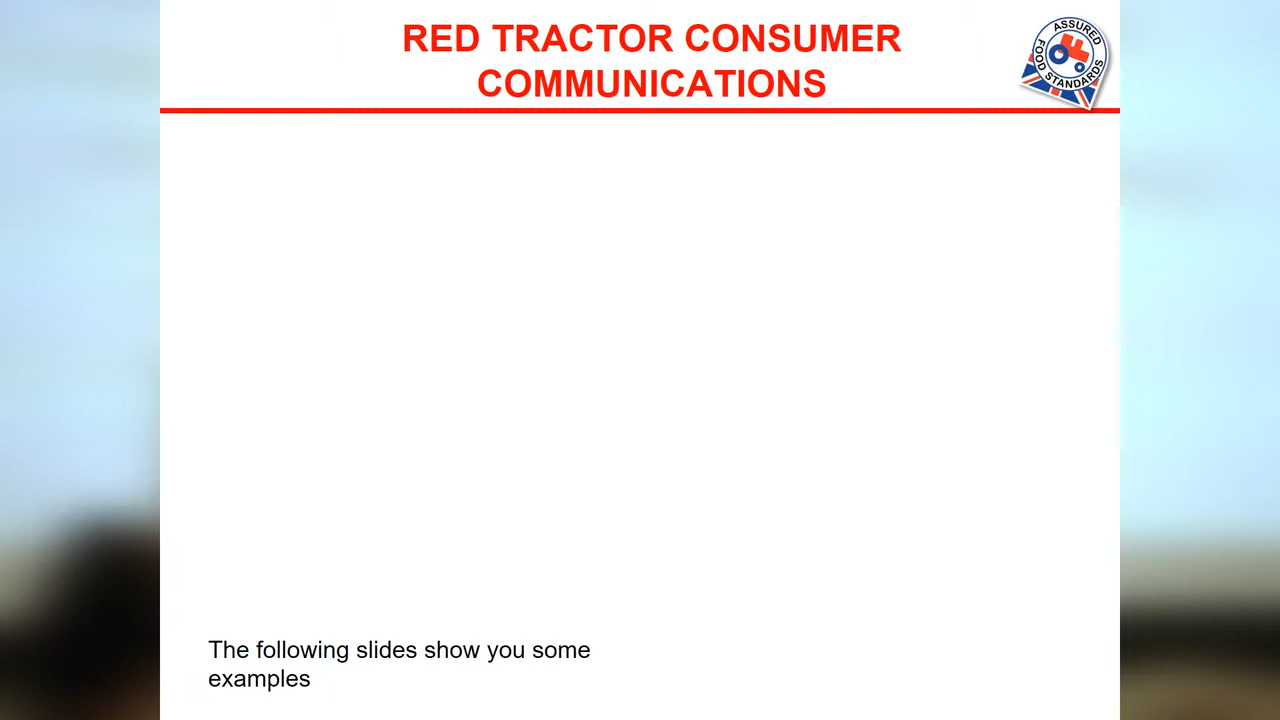 RED TRACTOR CONSUMER
COMMUNICATIONS
ASSURED
FOOD STANDARDS
The following slides show you some
examples